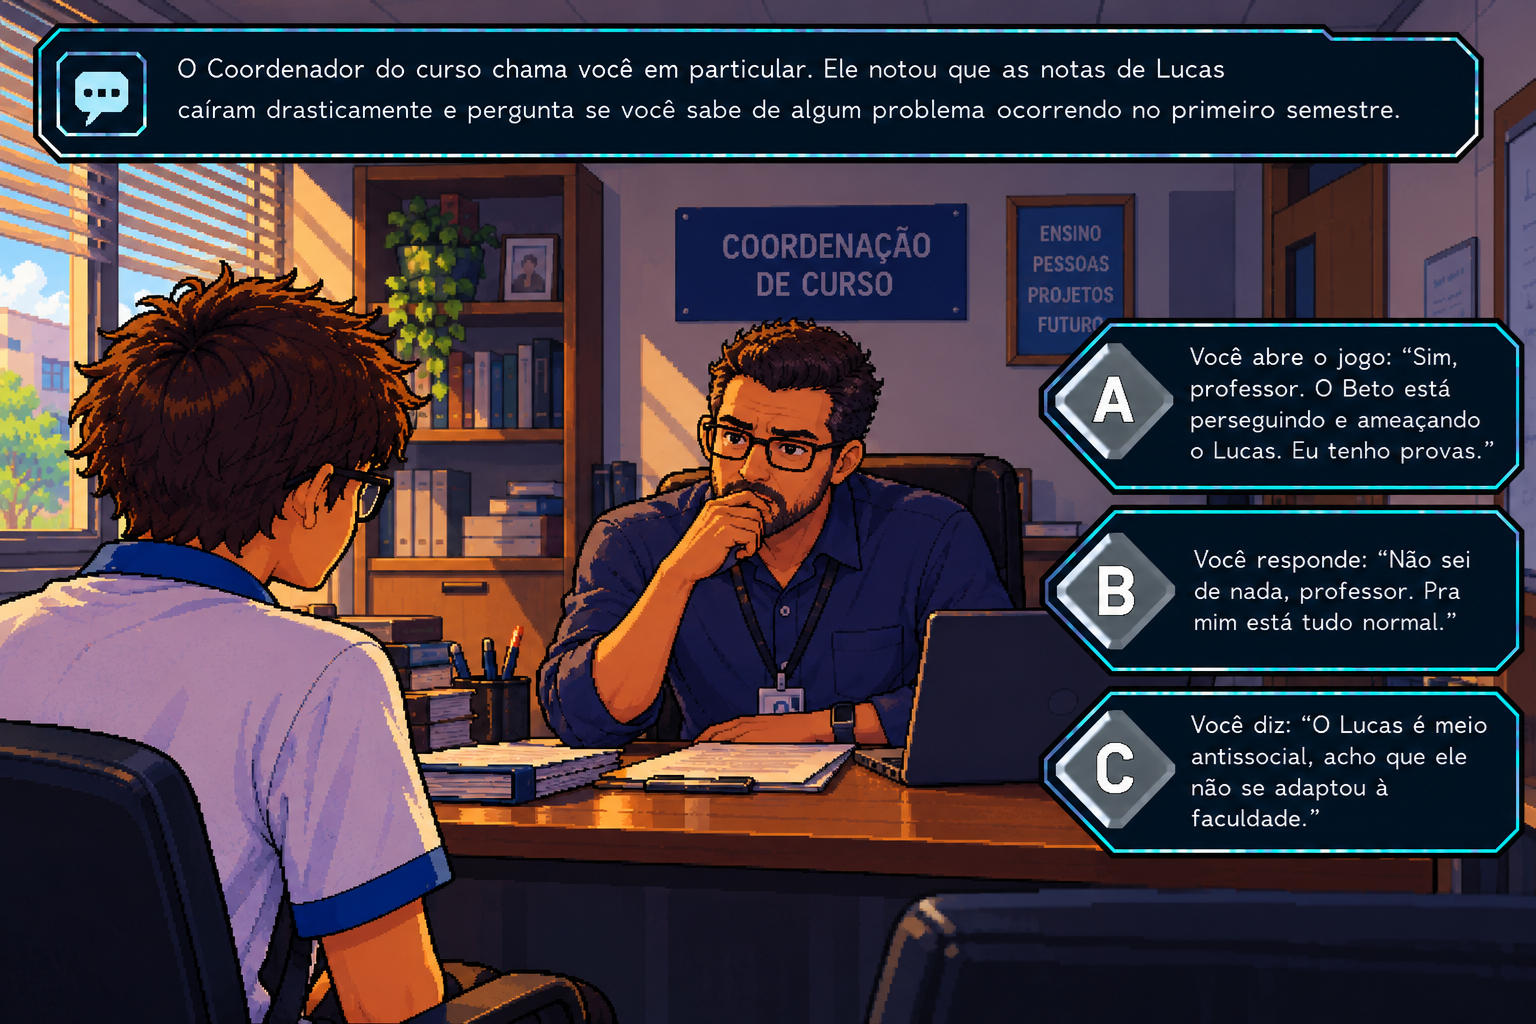 O Coordenador do curso chama você em particular. Ele notou que as notas de Lucas
caíram drasticamente e pergunta se você sabe de algum problema ocorrendo no primeiro semestre.
COORDENAÇÃO
DE CURSO
ENSINO
PESSOAS
PROJETOS
FUTURO
A
Você abre o jogo: “Sim,
professor. O Beto está
perseguindo e ameaçando
o Lucas. Eu tenho provas.”
B
Você responde: “Não sei
de nada, professor. Pra
mim está tudo normal.”
C
Você diz: “O Lucas é meio
antissocial, acho que ele
não se adaptou à
faculdade.”